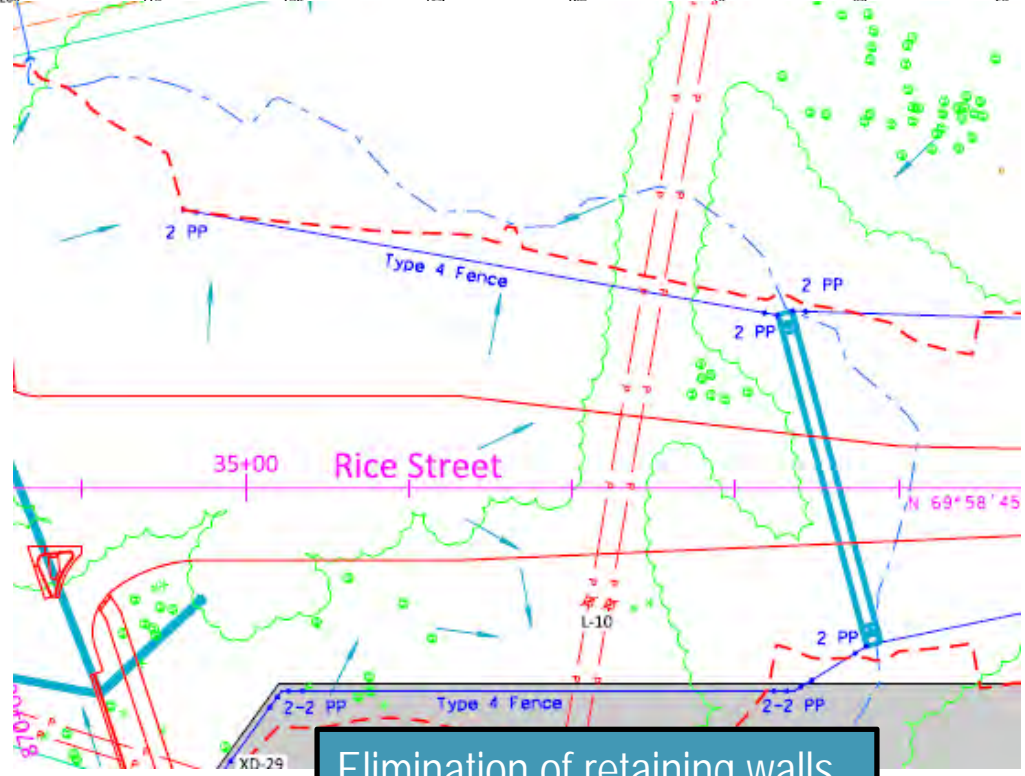 2 PP
Type 4 Fence
2 PP
2 PP
35+00
Rice Street
N 69°58'45
L-10
2 PP
2-2 PP
Type 4 Fence
2-2 PP
XD-29
Elimination of retaining walls